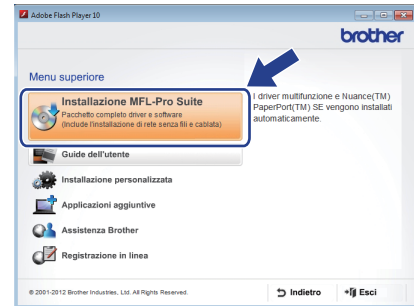 Adobe Flash Player 10
brother
Menu superiore
Installazione MFL-Pro Suite
Pacchetto completo driver e software
(Include l'installazione di rete senza fili e cablata)
I driver multifunzione e Nuance(TM)
PaperPort(TM) SE vengono installati
automaticamente.
Guide dell'utente
Installazione personalizzata
Applicazioni aggiuntive
Assistenza Brother
Registrazione in linea
© 2001-2012 Brother Industries, Ltd. All Rights Reserved.
Indietro
Esci